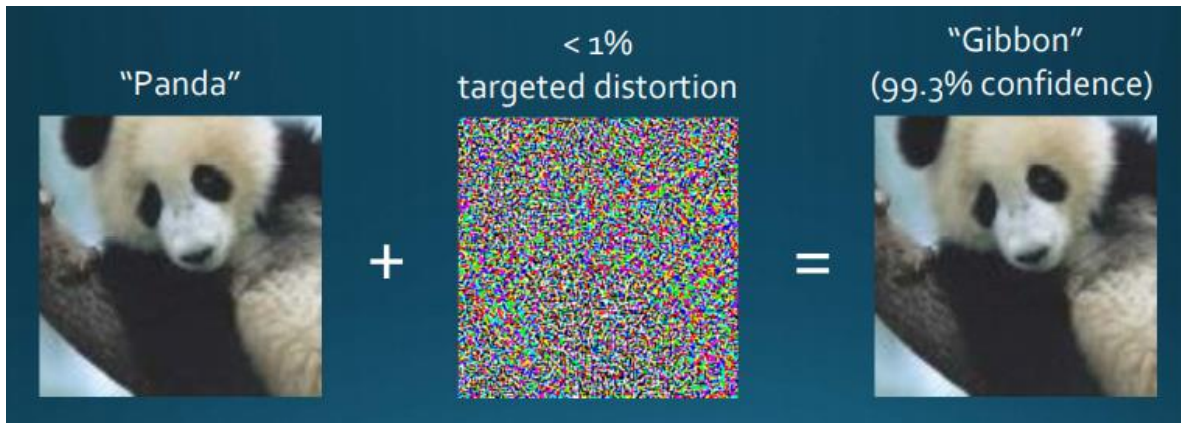 “Panda”
+
< 1%
targeted distortion
=
“Gibbon”
(99.3% confidence)